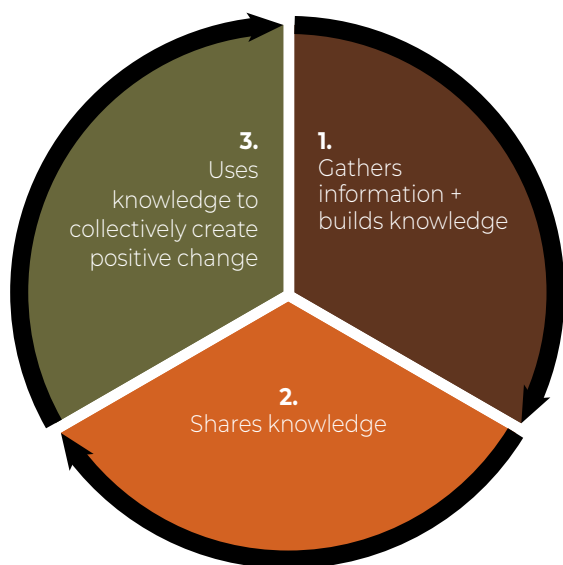 1.
Gathers
information +
builds knowledge
2.
Shares knowledge
3.
Uses
knowledge to
collectively create
positive change